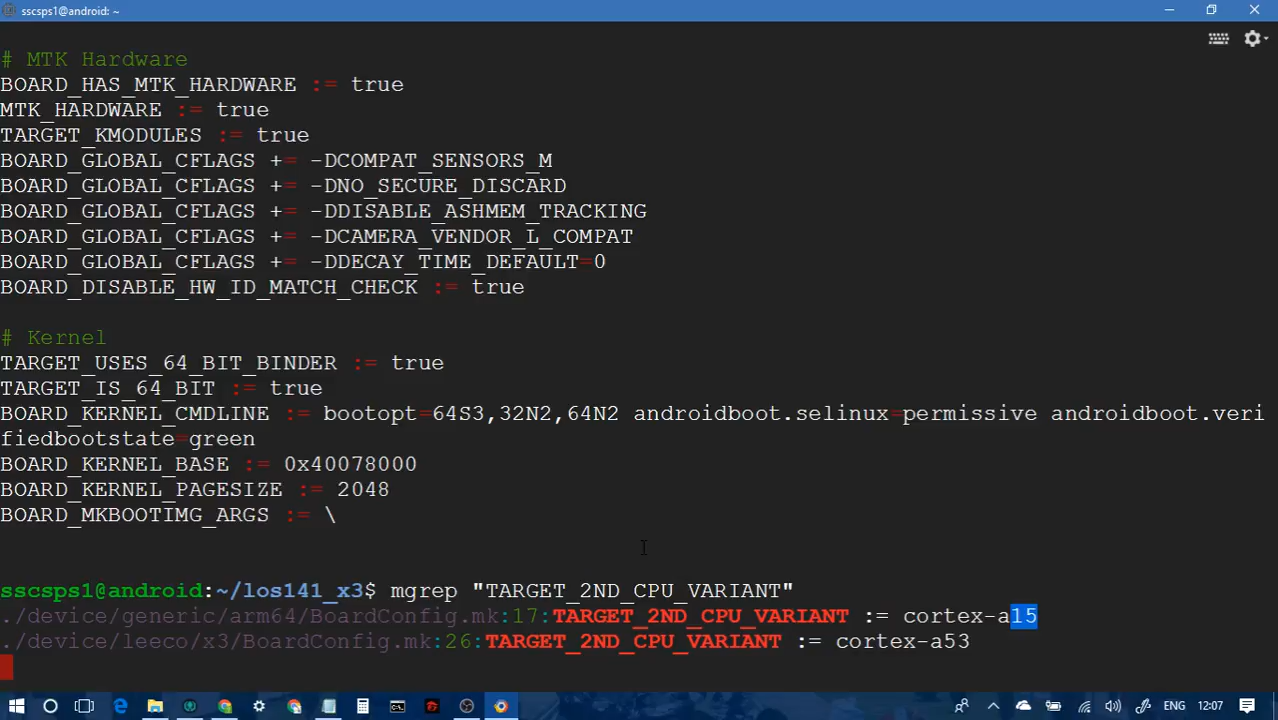 sscsps1@android: ~
# MTK Hardware
BOARD_HAS_MTK_HARDWARE := true
MTK_HARDWARE := true
TARGET_KMODULES := true
BOARD_GLOBAL_CFLAGS += -DCOMPAT_SENSORS_M
BOARD_GLOBAL_CFLAGS += -DNO_SECURE_DISCARD
BOARD_GLOBAL_CFLAGS += -DDISABLE_ASHMEM_TRACKING
BOARD_GLOBAL_CFLAGS += -DCAMERA_VENDOR_L_COMPAT
BOARD_GLOBAL_CFLAGS += -DDECAY_TIME_DEFAULT=0
BOARD_DISABLE_HW_ID_MATCH_CHECK := true
# Kernel
TARGET_USES_64_BIT_BINDER := true
TARGET_IS_64_BIT := true
BOARD_KERNEL_CMDLINE := bootopt=64S3,32N2,64N2 androidboot.selinux=permissive androidboot.veri
fiedbootstate=green
BOARD_KERNEL_BASE := 0x40078000
BOARD_KERNEL_PAGESIZE := 2048
BOARD_MKBOOTIMG_ARGS := \
sscsps1@android:~/los141_x3$ mgrep "TARGET_2ND_CPU_VARIANT"
./device/generic/arm64/BoardConfig.mk:17:TARGET_2ND_CPU_VARIANT := cortex-a15
./device/leeco/x3/BoardConfig.mk:26:TARGET_2ND_CPU_VARIANT := cortex-a53
ENG 12:07